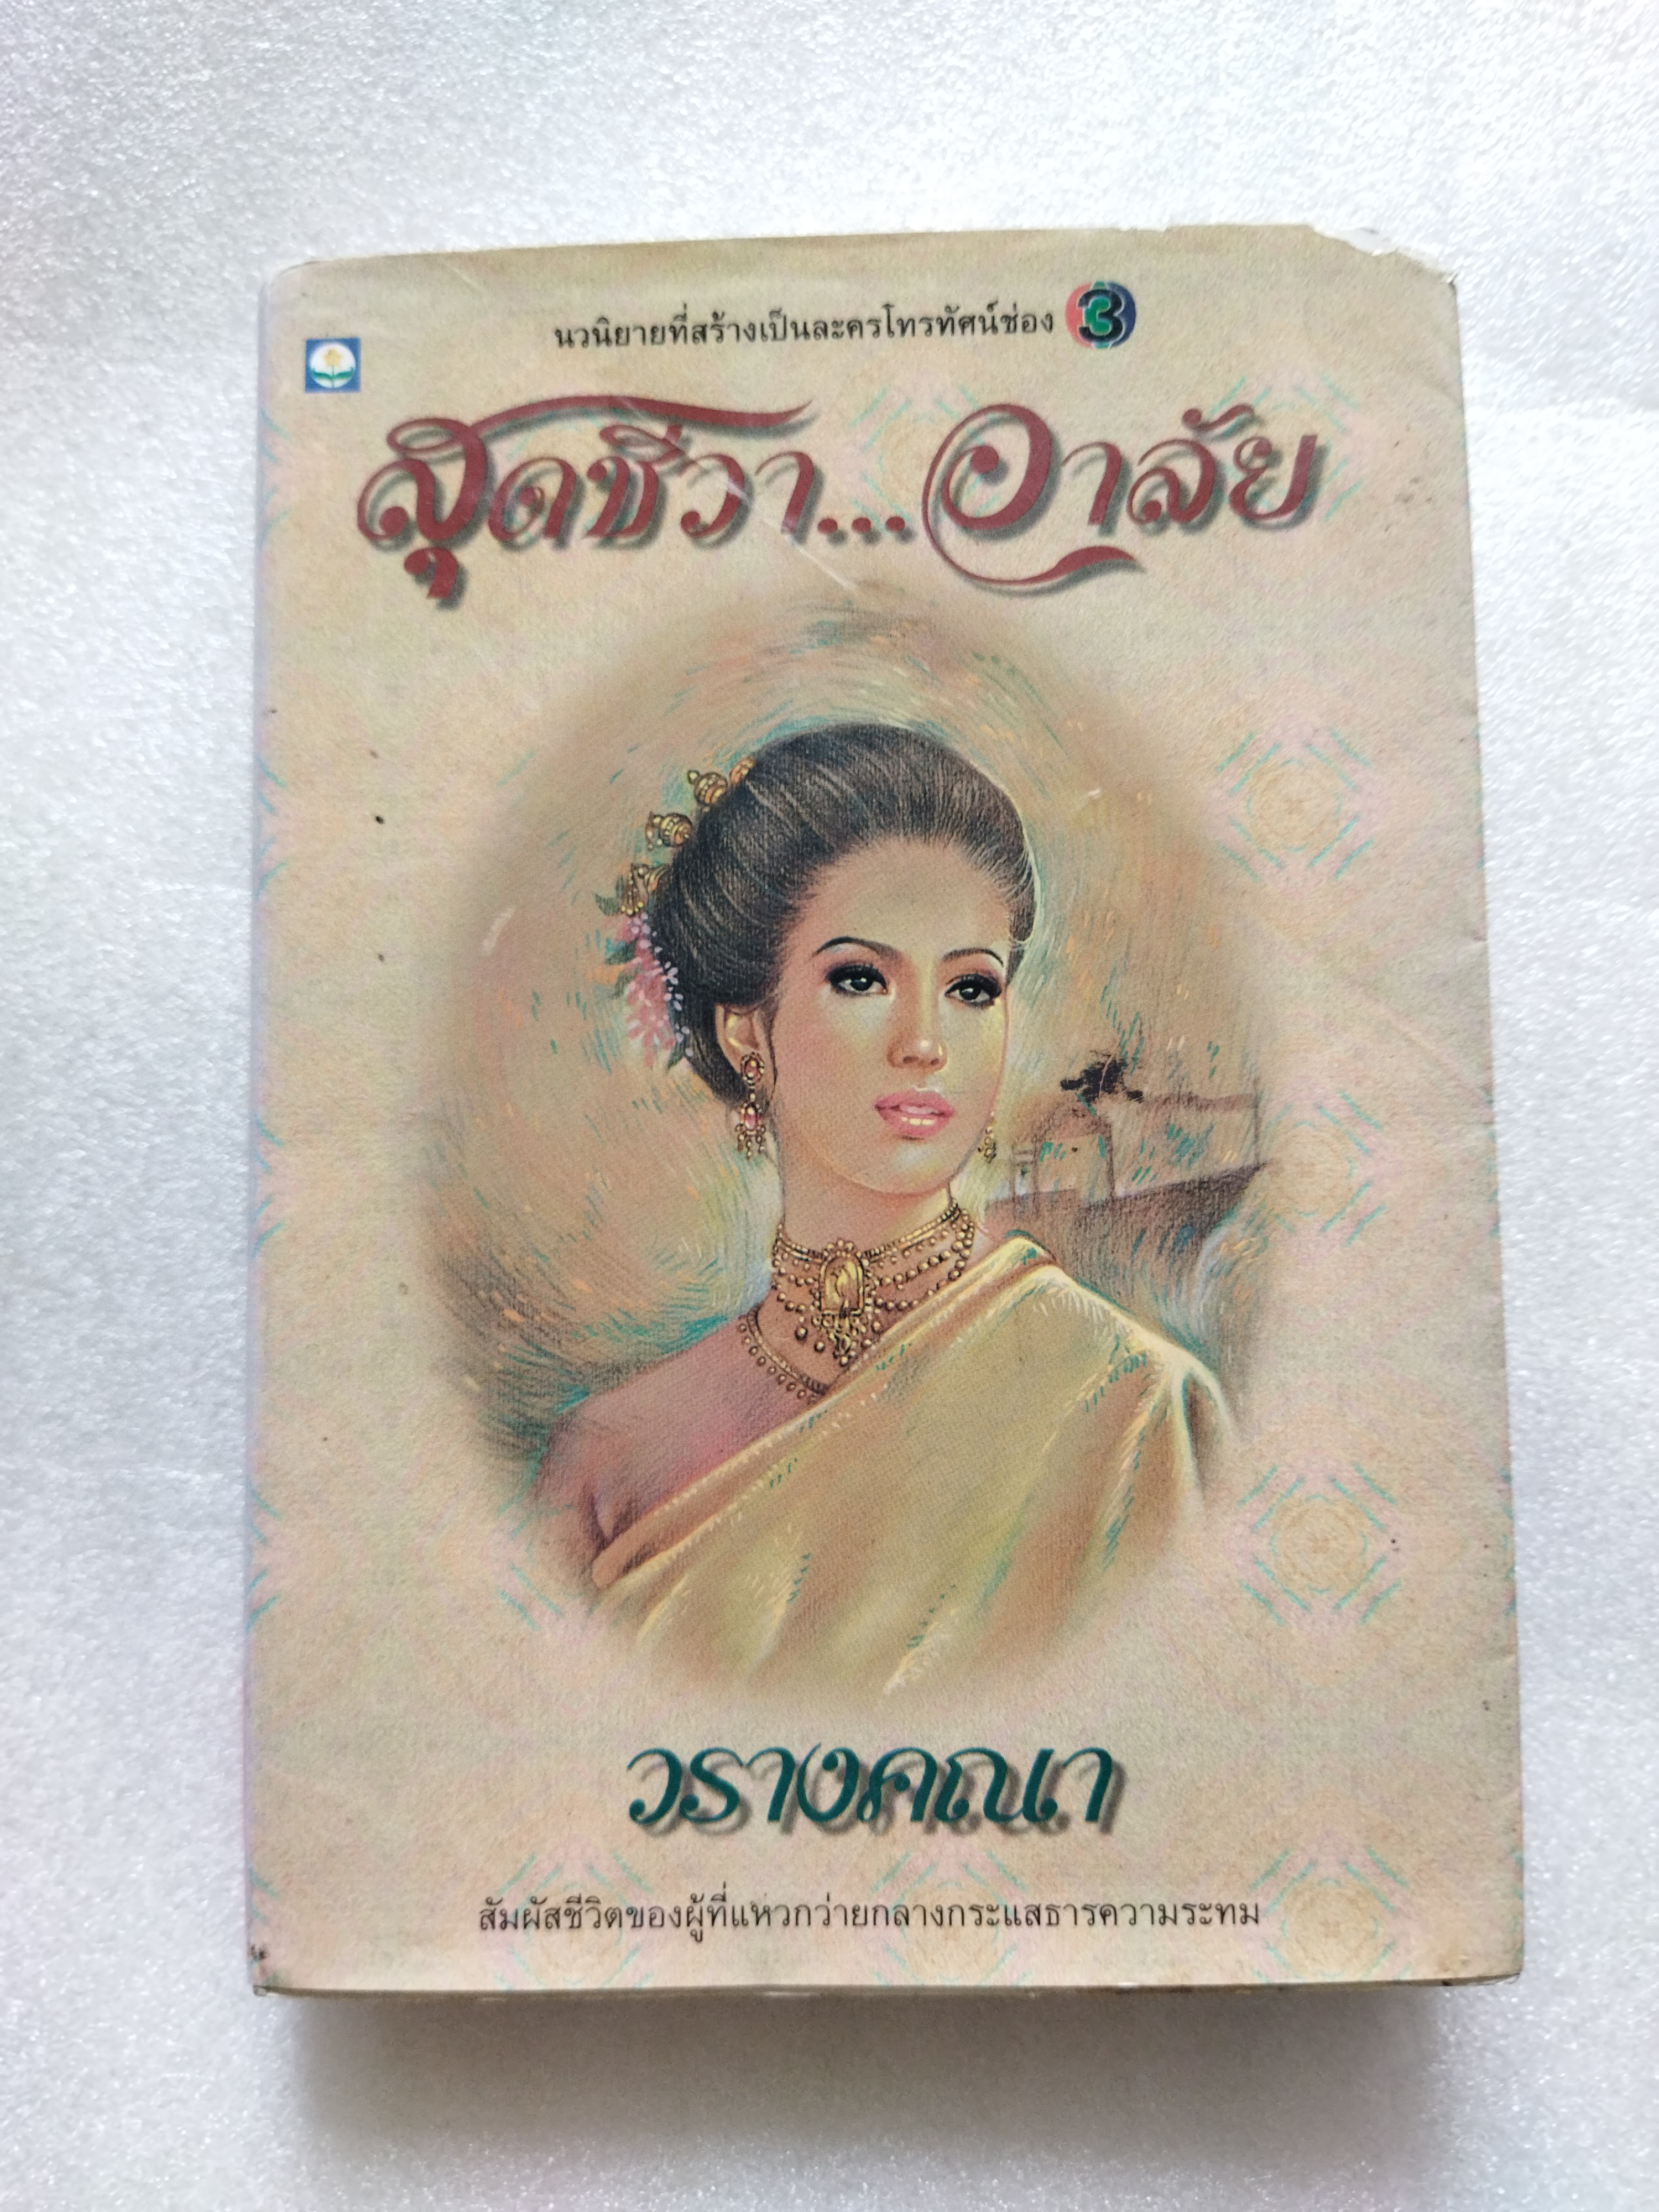 นวนิยายที่สร้างเป็นละครโทรทัศน์ช่อง 3
สุดชีวา...อาลัย
วรางคณา
สัมผัสชีวิตของผู้ที่แหวกว่ายกลางกระแสธารความระทม